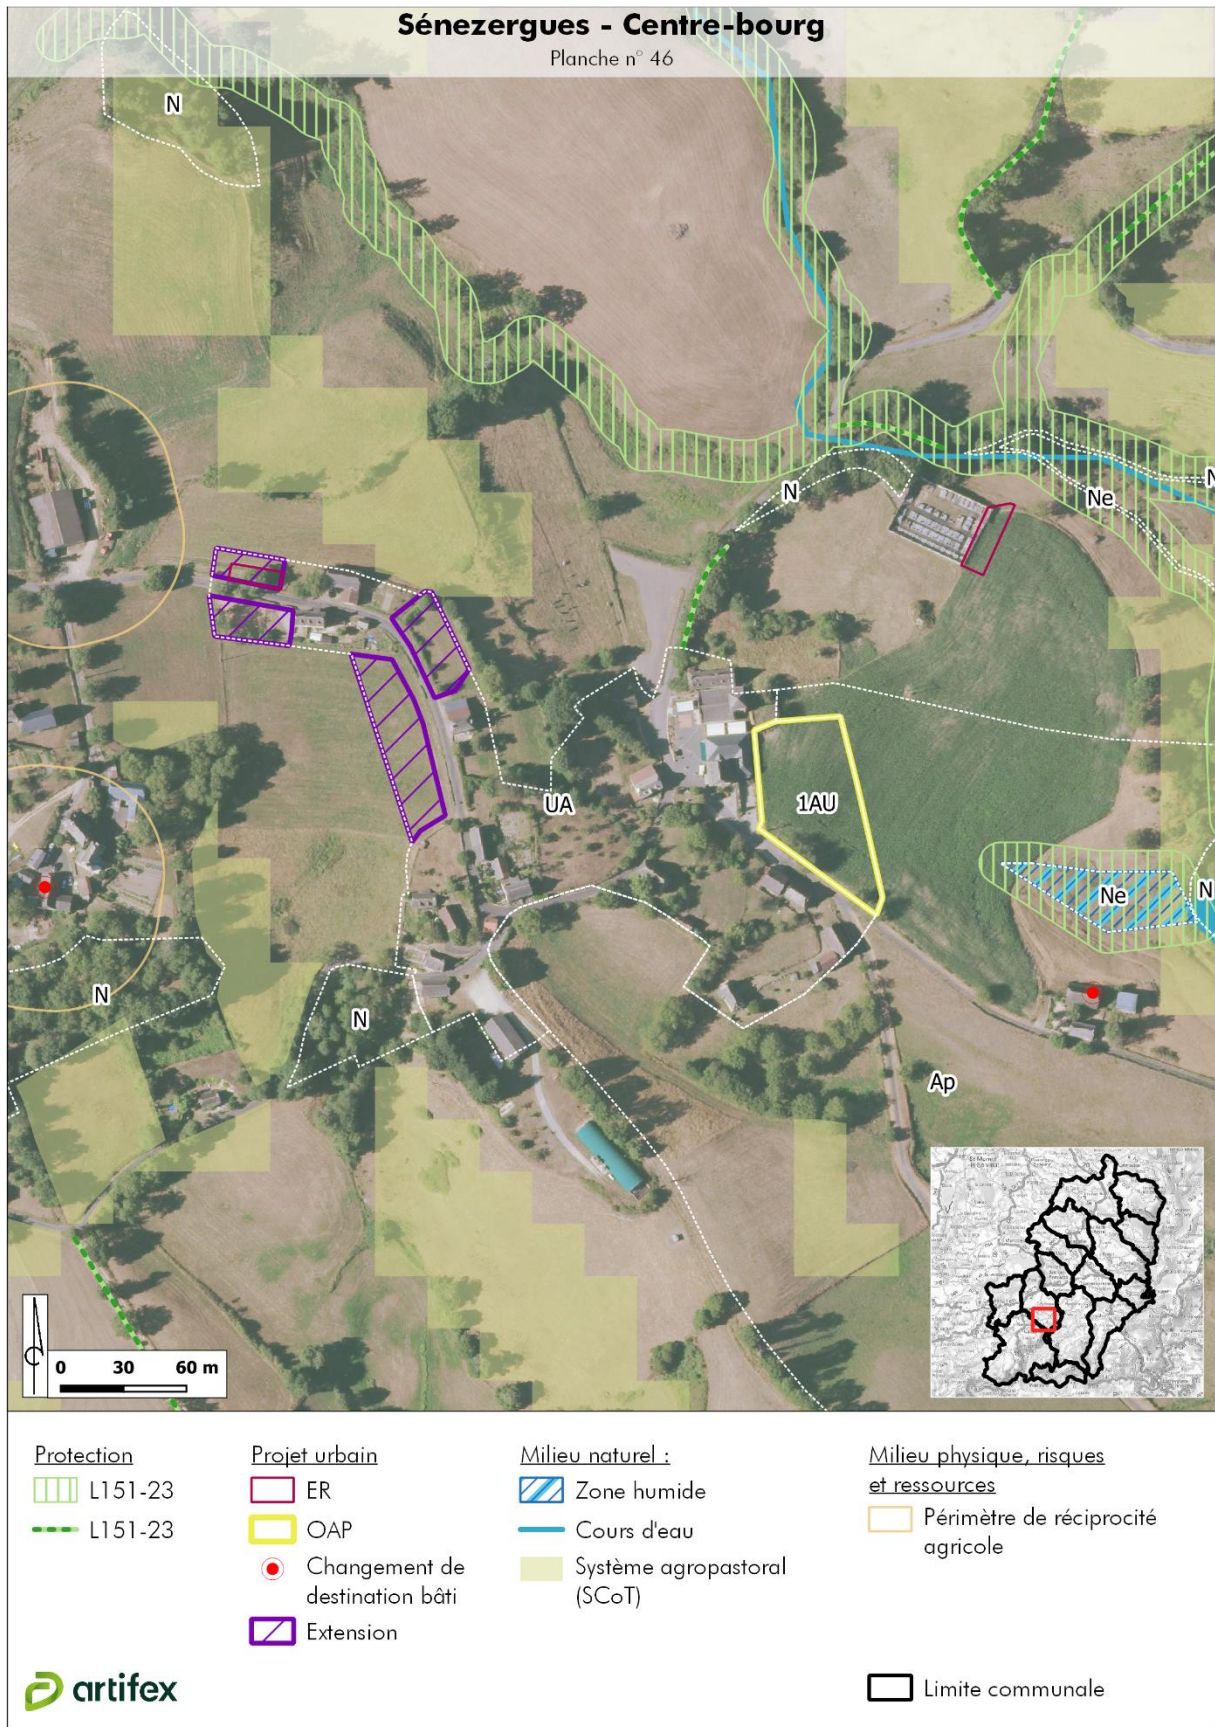 Sénezergues - Centre-bourg
Planche n° 46
N
N
Ne
N
UA
1AU
Ne
N
N
N
Ap
0 30 60 m
Protection
L151-23
L151-23
Projet urbain
ER
OAP
Changement de
destination bâti
Extension
Milieu naturel :
Zone humide
Cours d'eau
Système agropastoral
(SCoT)
Milieu physique, risques
et ressources
Périmètre de réciprocité
agricole
Limite communale
artifex